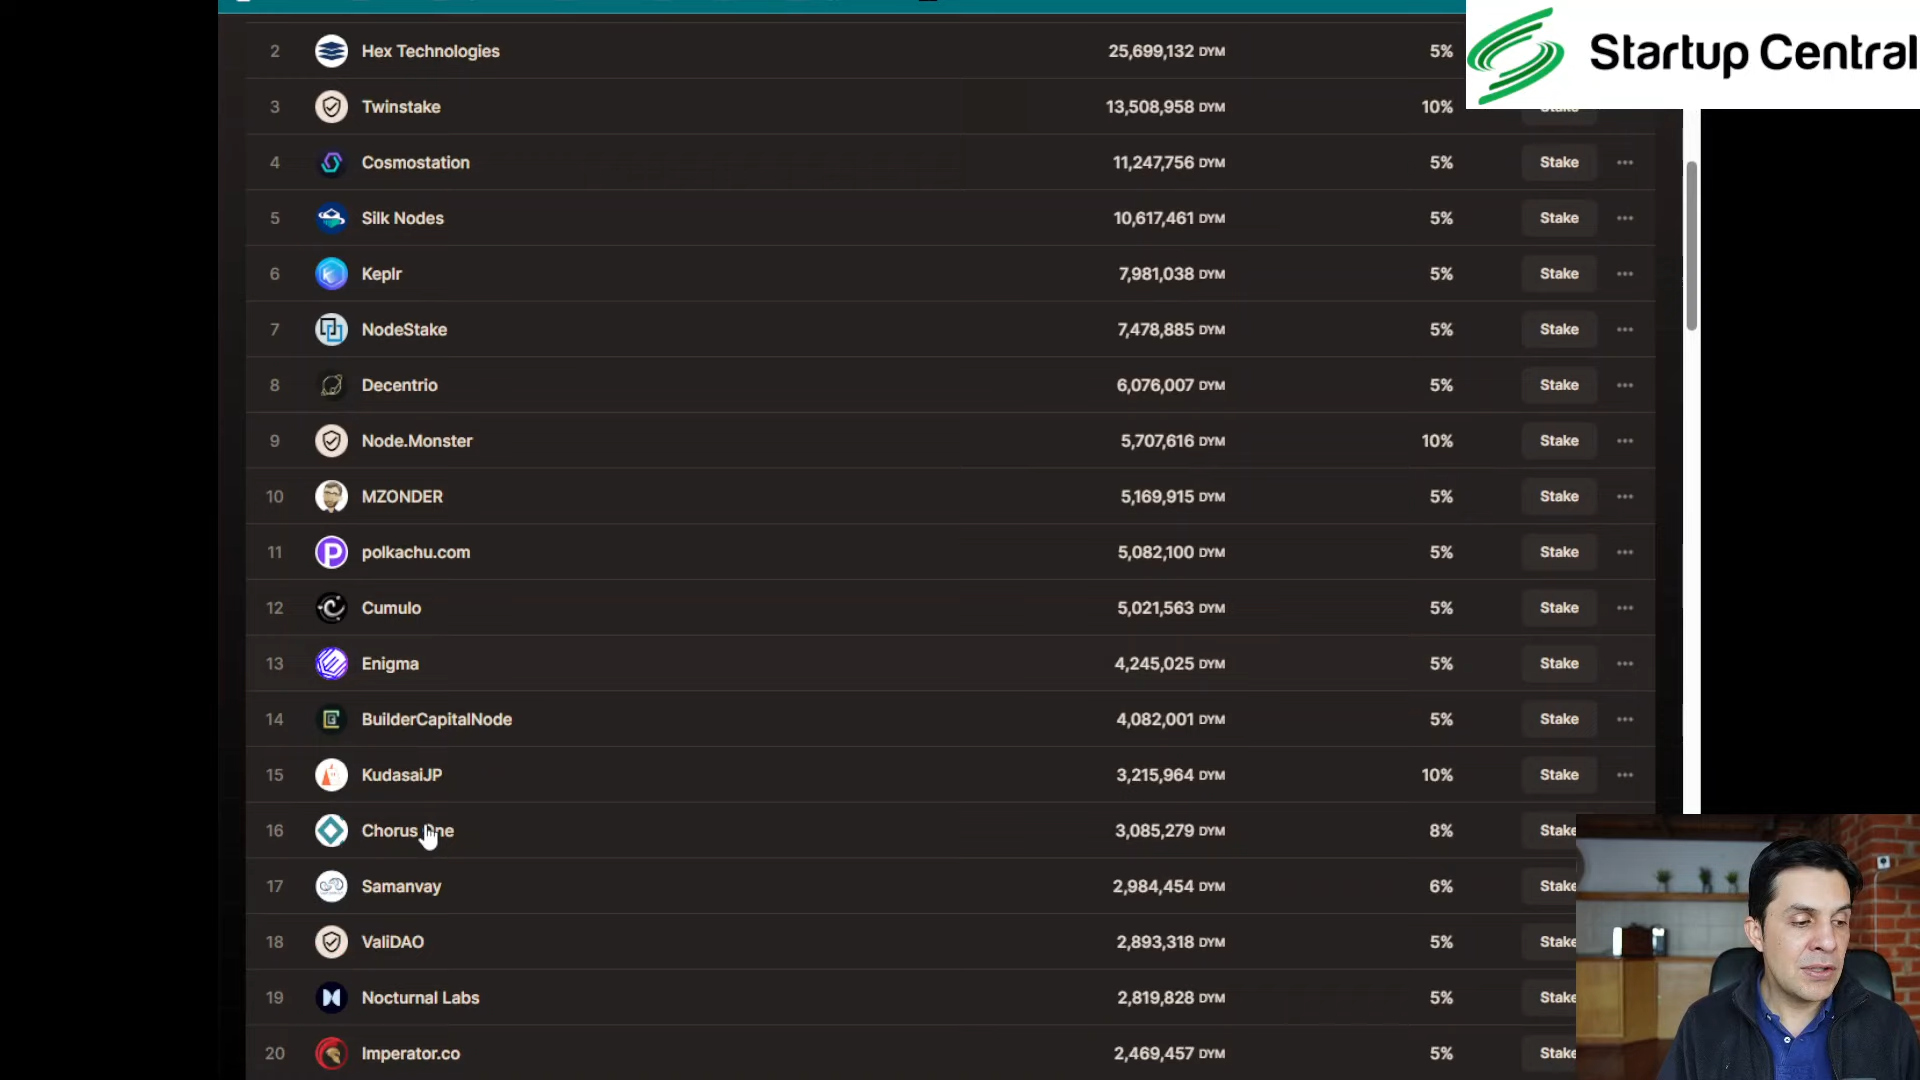 Startup Central
2 Hex Technologies 25,699,132 DYM 5%
3 Twinstake 13,508,958 DYM 10% Stake
4 Cosmostation 11,247,756 DYM 5% Stake
5 Silk Nodes 10,617,461 DYM 5% Stake
6 Keplr 7,981,038 DYM 5% Stake
7 NodeStake 7,478,885 DYM 5% Stake
8 Decentrio 6,076,007 DYM 5% Stake
9 Node.Monster 5,707,616 DYM 10% Stake
10 MZONDER 5,169,915 DYM 5% Stake
11 polkachu.com 5,082,100 DYM 5% Stake
12 Cumulo 5,021,563 DYM 5% Stake
13 Enigma 4,245,025 DYM 5% Stake
14 BuilderCapitalNode 4,082,001 DYM 5% Stake
15 KudasaiJP 3,215,964 DYM 10% Stake
16 Chorus One 3,085,279 DYM 8% Stake
17 Samanvay 2,984,454 DYM 6% Stake
18 ValiDAO 2,893,318 DYM 5% Stake
19 Nocturnal Labs 2,819,828 DYM 5% Stake
20 Imperator.co 2,469,457 DYM 5% Stake